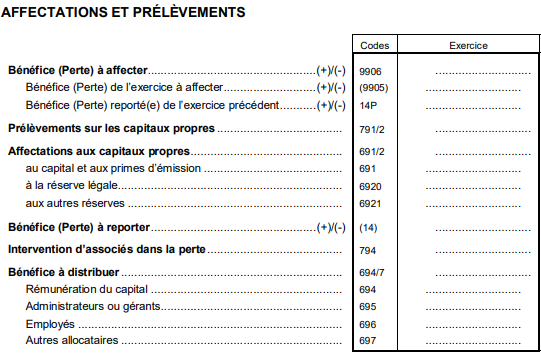 AFFECTATIONS ET PRÉLÈVEMENTS
Codes Exercice
Bénéfice (Perte) à affecter ............ (+)/(-) 9906 ............
Bénéfice (Perte) de l'exercice à affecter ............ (+)/(-) (9905) ............
Bénéfice (Perte) reporté(e) de l'exercice précédent ............ (+)/(-) 14P ............
Prélèvements sur les capitaux propres ............ 791/2 ............
Affectations aux capitaux propres ............ 691/2 ............
au capital et aux primes d'émission ............ 691 ............
à la réserve légale ............ 6920 ............
aux autres réserves ............ 6921 ............
Bénéfice (Perte) à reporter ............ (+)/(-) (14) ............
Intervention d'associés dans la perte ............ 794 ............
Bénéfice à distribuer ............ 694/7 ............
Rémunération du capital ............ 694 ............
Administrateurs ou gérants ............ 695 ............
Employés ............ 696 ............
Autres allocataires ............ 697 ............